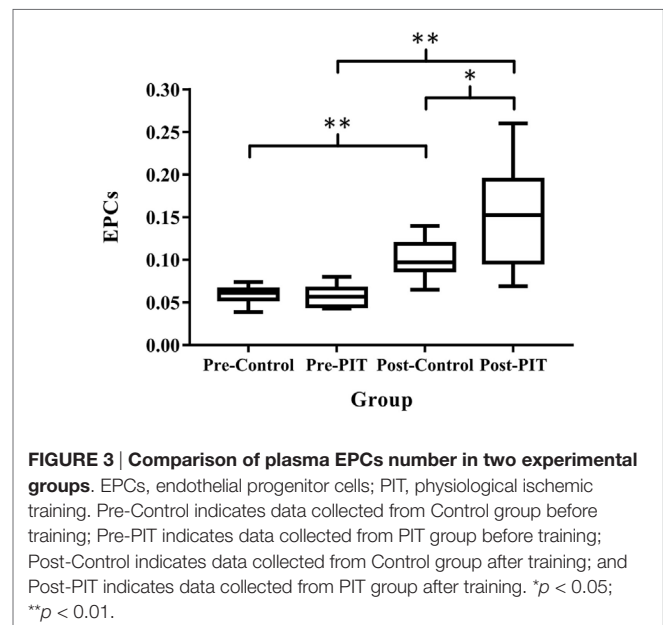 **
*
**
0.30
0.25
0.20
0.15
0.10
0.05
0.00
EPCs
Pre-Control Pre-PIT Post-Control Post-PIT
Group
FIGURE 3 | Comparison of plasma EPCs number in two experimental
groups. EPCs, endothelial progenitor cells; PIT, physiological ischemic
training. Pre-Control indicates data collected from Control group before
training; Pre-PIT indicates data collected from PIT group before training;
Post-Control indicates data collected from Control group after training; and
Post-PIT indicates data collected from PIT group after training. *p < 0.05;
**p < 0.01.